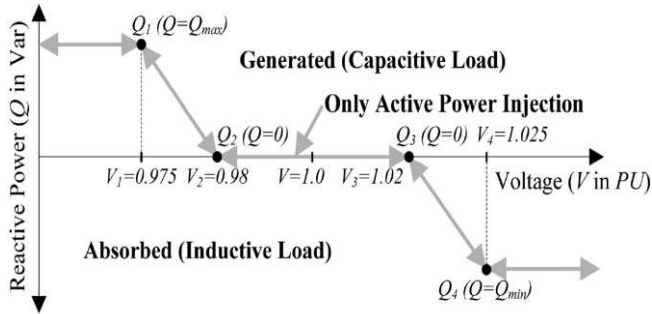 Q1 (Q=Qmax)
Generated (Capacitive Load)
Only Active Power Injection
Q2 (Q=0)
Q3 (Q=0)
V4=1.025
V1=0.975
V2=0.98
V=1.0
V3=1.02
Voltage (V in PU)
Absorbed (Inductive Load)
Q4 (Q=Qmin)
Reactive Power (Q in Var)